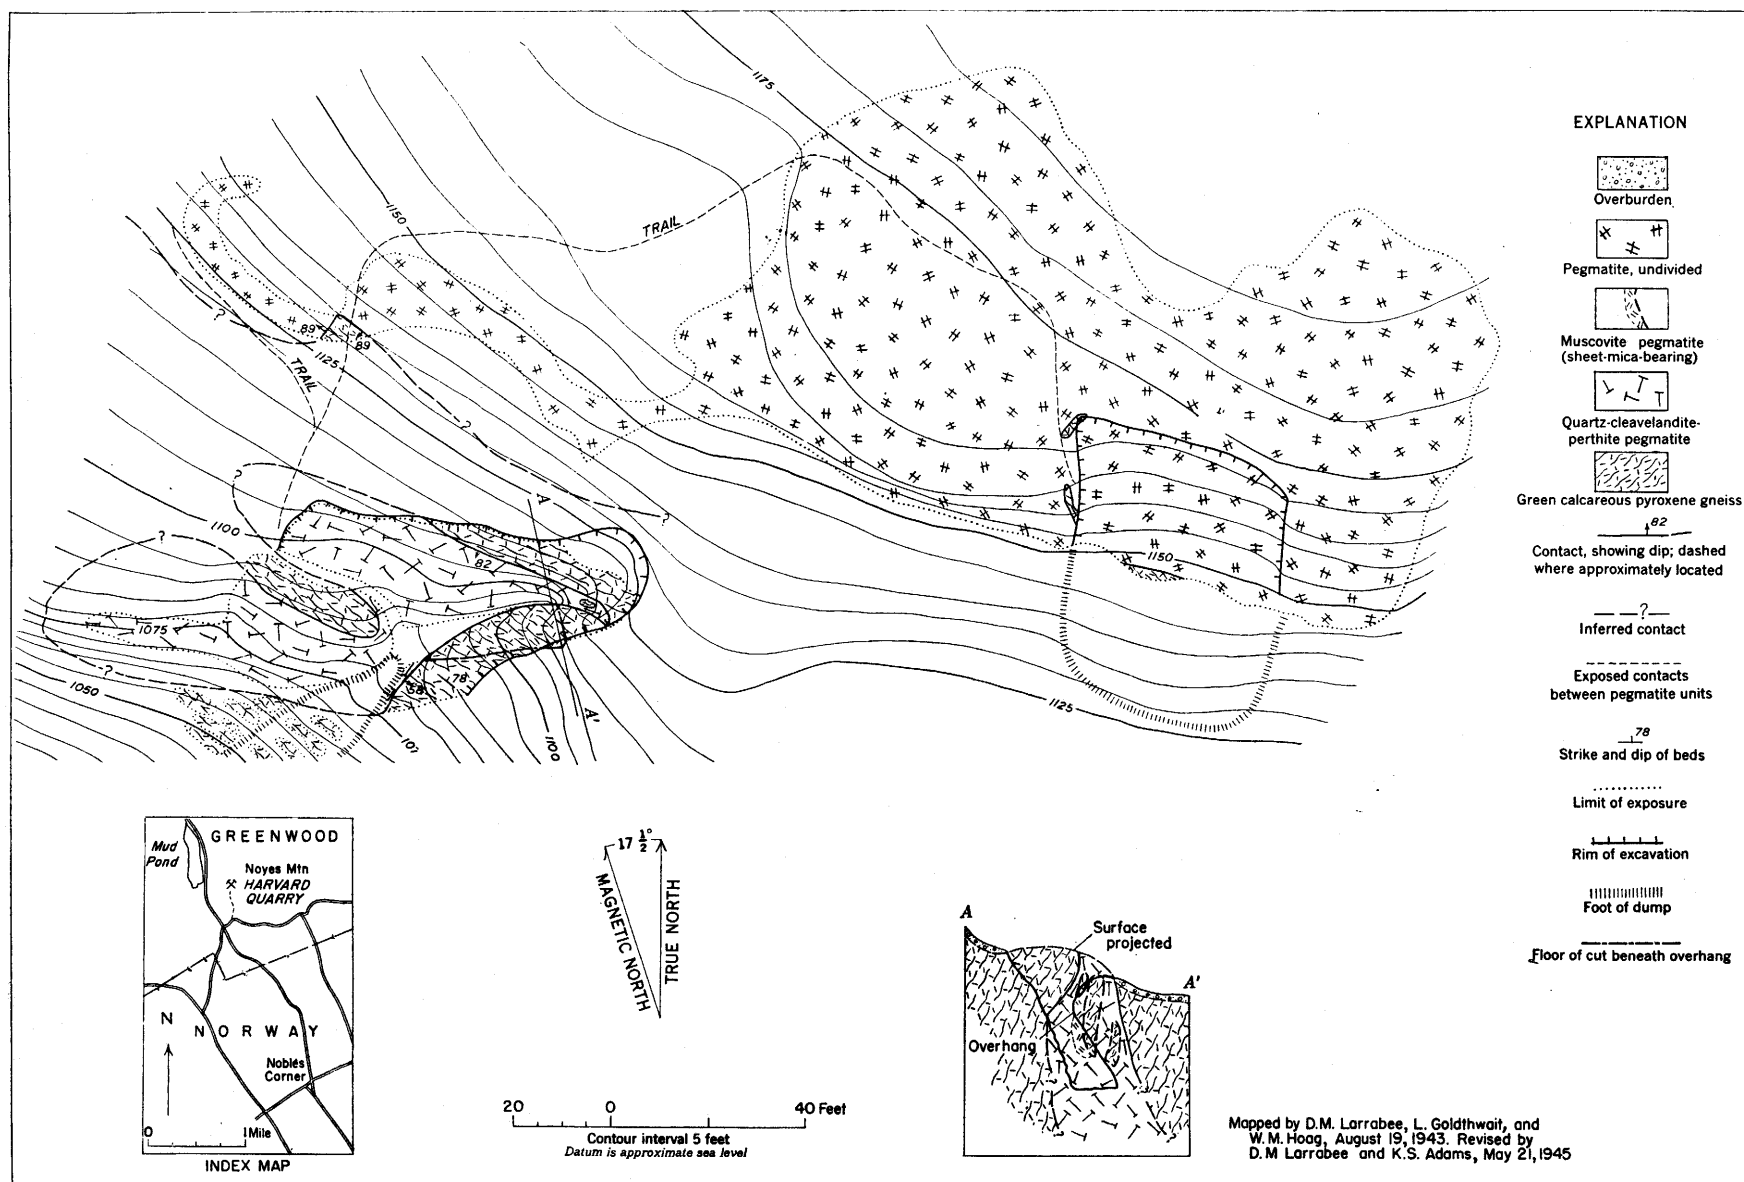 1175
1150
TRAIL
89
89
1125
TRAIL
?
?
?
?
?
?
1100
A
82
1150
1075
1050
58
78
A'
1100
1125
EXPLANATION
Overburden
Pegmatite, undivided
Muscovite pegmatite
(sheet-mica-bearing)
Quartz-cleavelandite-
perthite pegmatite
Green calcareous pyroxene gneiss
82
Contact, showing dip; dashed
where approximately located
?
Inferred contact
Exposed contacts
between pegmatite units
78
Strike and dip of beds
Limit of exposure
Rim of excavation
Foot of dump
Floor of cut beneath overhang
GREENWOOD
Mud
Pond
Noyes Mtn
HARVARD
QUARRY
N
NORWAY
Nobles
Corner
0 1 Mile
INDEX MAP
17 1/2°
MAGNETIC NORTH
TRUE NORTH
20 0 40 Feet
Contour interval 5 feet
Datum is approximate sea level
A
Surface
projected
A'
Overhang
Mapped by D.M. Larrabee, L. Goldthwait, and
W.M. Hoag, August 19, 1943. Revised by
D.M Larrabee and K.S. Adams, May 21, 1945